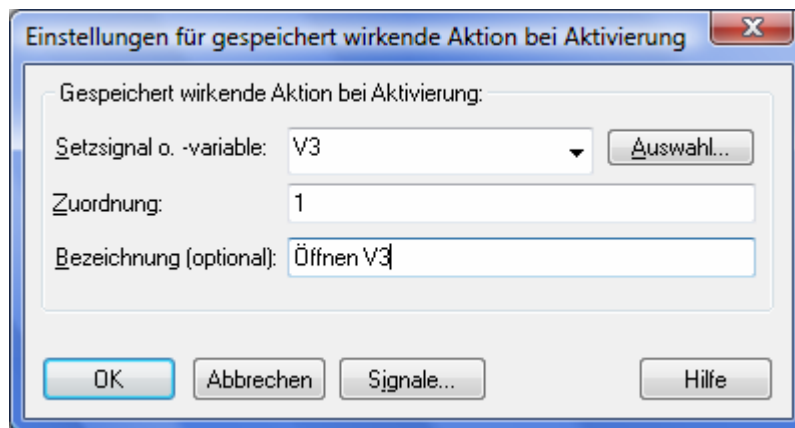 Einstellungen für gespeichert wirkende Aktion bei Aktivierung
Gespeichert wirkende Aktion bei Aktivierung:
Setzsignal o. -variable: V3 Auswahl...
Zuordnung: 1
Bezeichnung (optional): Öffnen V3
OK Abbrechen Signale... Hilfe